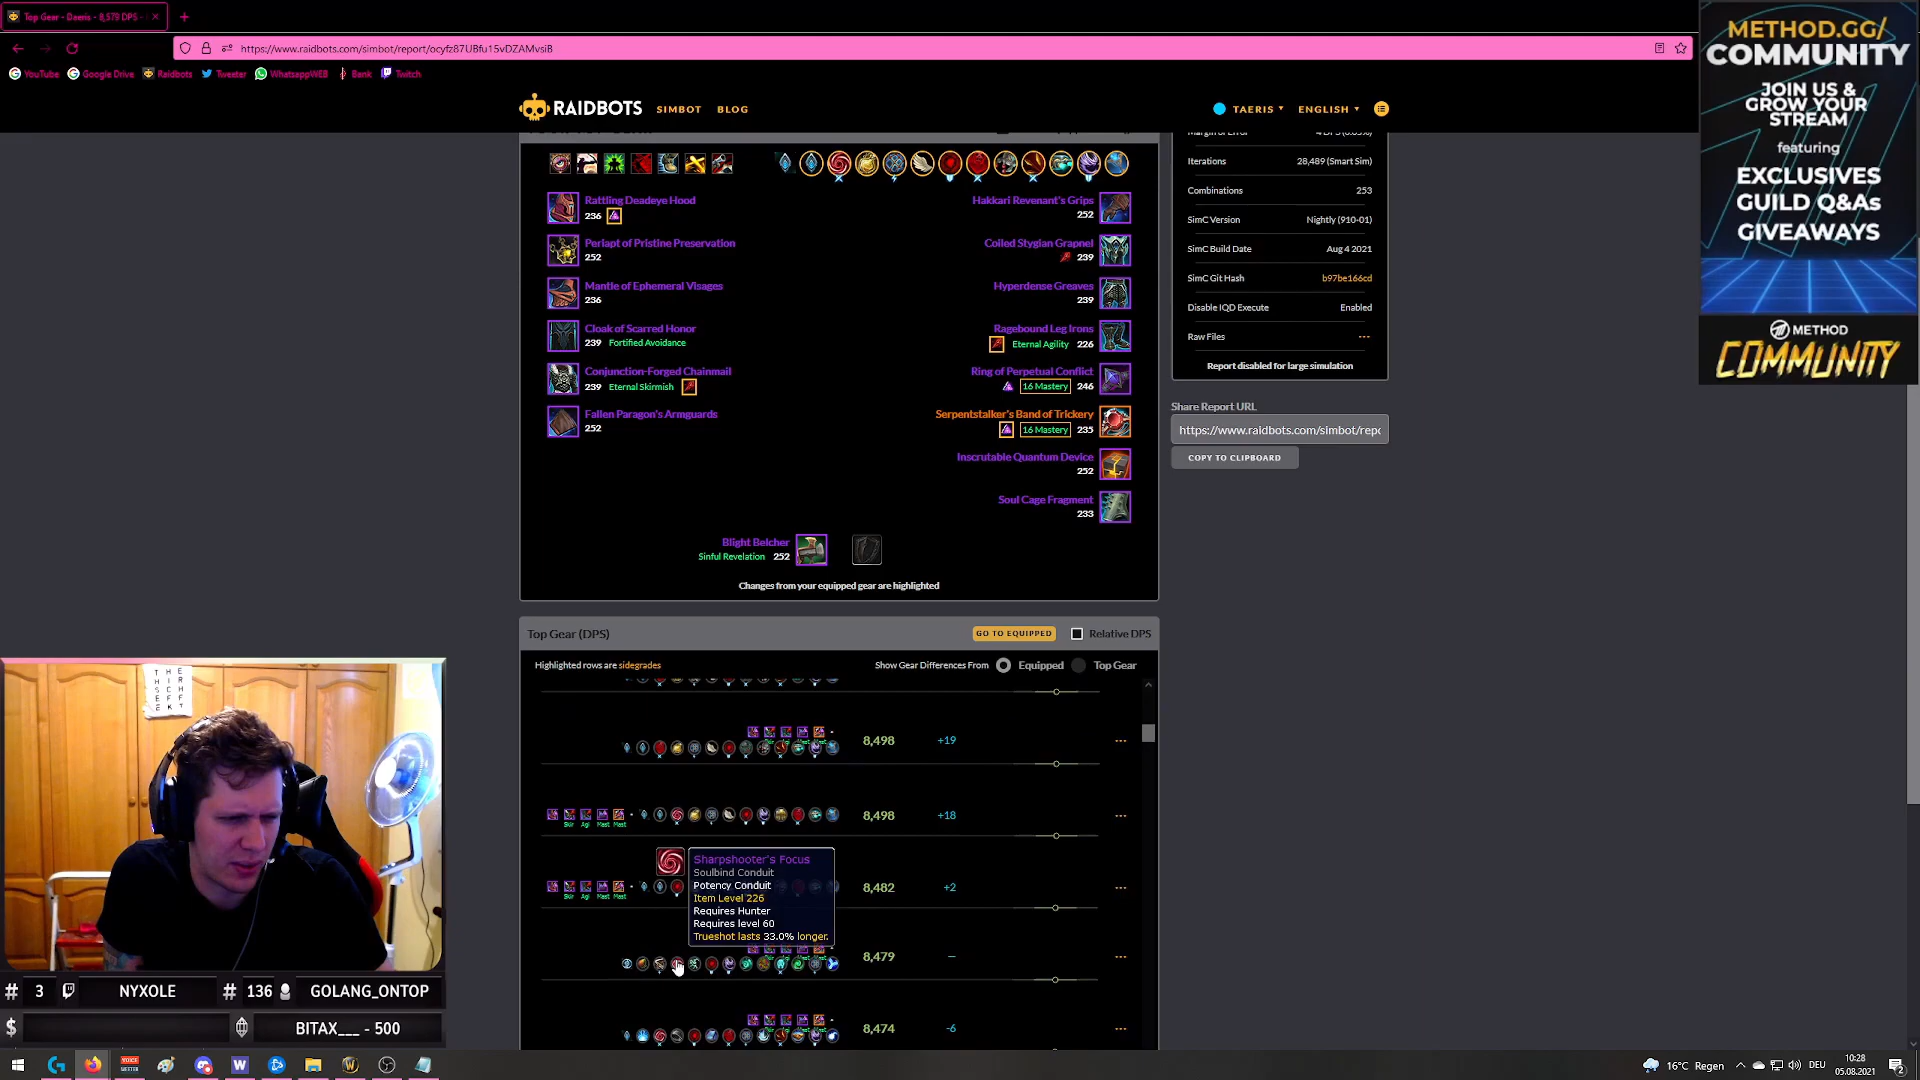 Top Gear - Daeris - 8,579 DPS -
https://www.raidbots.com/simbot/report/ocyfz87UBfu15vDZAMvsiB
YouTube Google Drive Raidbots Tweeter WhatsappWEB Bank Twitch
RAIDBOTS SIMBOT BLOG TAERIS ENGLISH
Rattling Deadeye Hood
236
Periapt of Pristine Preservation
252
Mantle of Ephemeral Visages
236
Cloak of Scarred Honor
239 Fortified Avoidance
Conjunction-Forged Chainmail
239 Eternal Skirmish
Fallen Paragon's Armguards
252
Hakkari Revenant's Grips
252
Coiled Stygian Grapnel
239
Hyperdense Greaves
239
Ragebound Leg Irons
Eternal Agility 226
Ring of Perpetual Conflict
16 Mastery 246
Serpentstalker's Band of Trickery
16 Mastery 235
Inscrutable Quantum Device
252
Soul Cage Fragment
233
Blight Belcher
Sinful Revelation 252
Changes from your equipped gear are highlighted
Iterations 28,489 (Smart Sim)
Combinations 253
SimC Version Nightly (910-01)
SimC Build Date Aug 4 2021
SimC Git Hash b97be166cd
Disable IQD Execute Enabled
Raw Files
Report disabled for large simulation
Share Report URL
https://www.raidbots.com/simbot/repo
COPY TO CLIPBOARD
Top Gear (DPS) GO TO EQUIPPED Relative DPS
Highlighted rows are sidegrades Show Gear Differences From Equipped Top Gear
8,498 +19
8,498 +18
8,482 +2
8,479 —
8,474 -6
Sharpshooter's Focus
Soulbind Conduit
Potency Conduit
Item Level 226
Requires Hunter
Requires level 60
Trueshot lasts 33.0% longer.
METHOD.GG/
COMMUNITY
JOIN US &
GROW YOUR
STREAM
featuring
EXCLUSIVES
GUILD Q&As
GIVEAWAYS
METHOD
COMMUNITY
# 3 NYXOLE # 136 GOLANG_ONTOP
$ BITAX___ - 500
16°C Regen DEU 10:28
05.08.2021